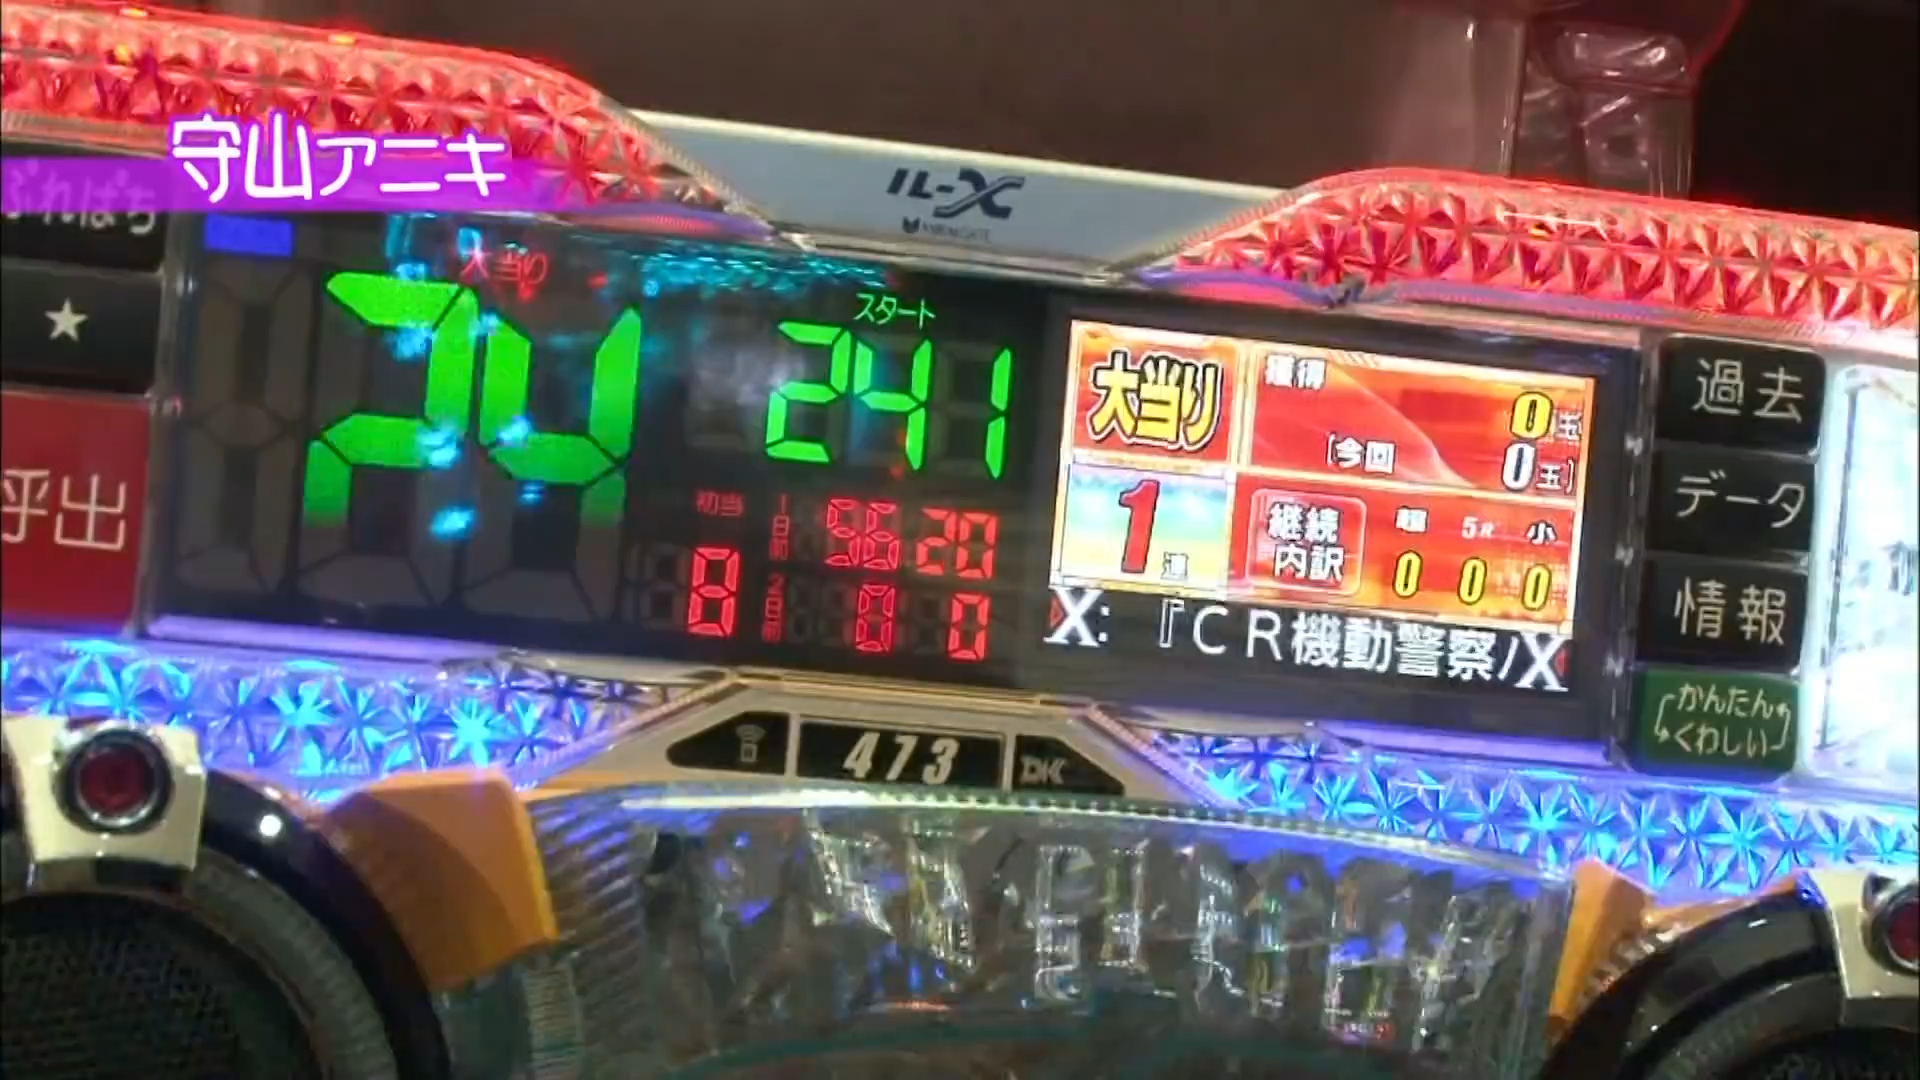 守山アニキ
ぷれぱち
★
呼出
IL-X
大当り
24
スタート
241
初当
8
1日前 56 20
2日前 0 0
大当り
獲得 0玉
[今回 0玉]
1連
継続内訳
超 5R 小
0 0 0
X: 『CR機動警察/X
過去
データ
情報
かんたん
くわしい
473
DK